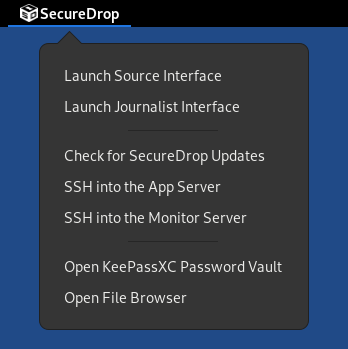 SecureDrop
Launch Source Interface
Launch Journalist Interface
Check for SecureDrop Updates
SSH into the App Server
SSH into the Monitor Server
Open KeePassXC Password Vault
Open File Browser